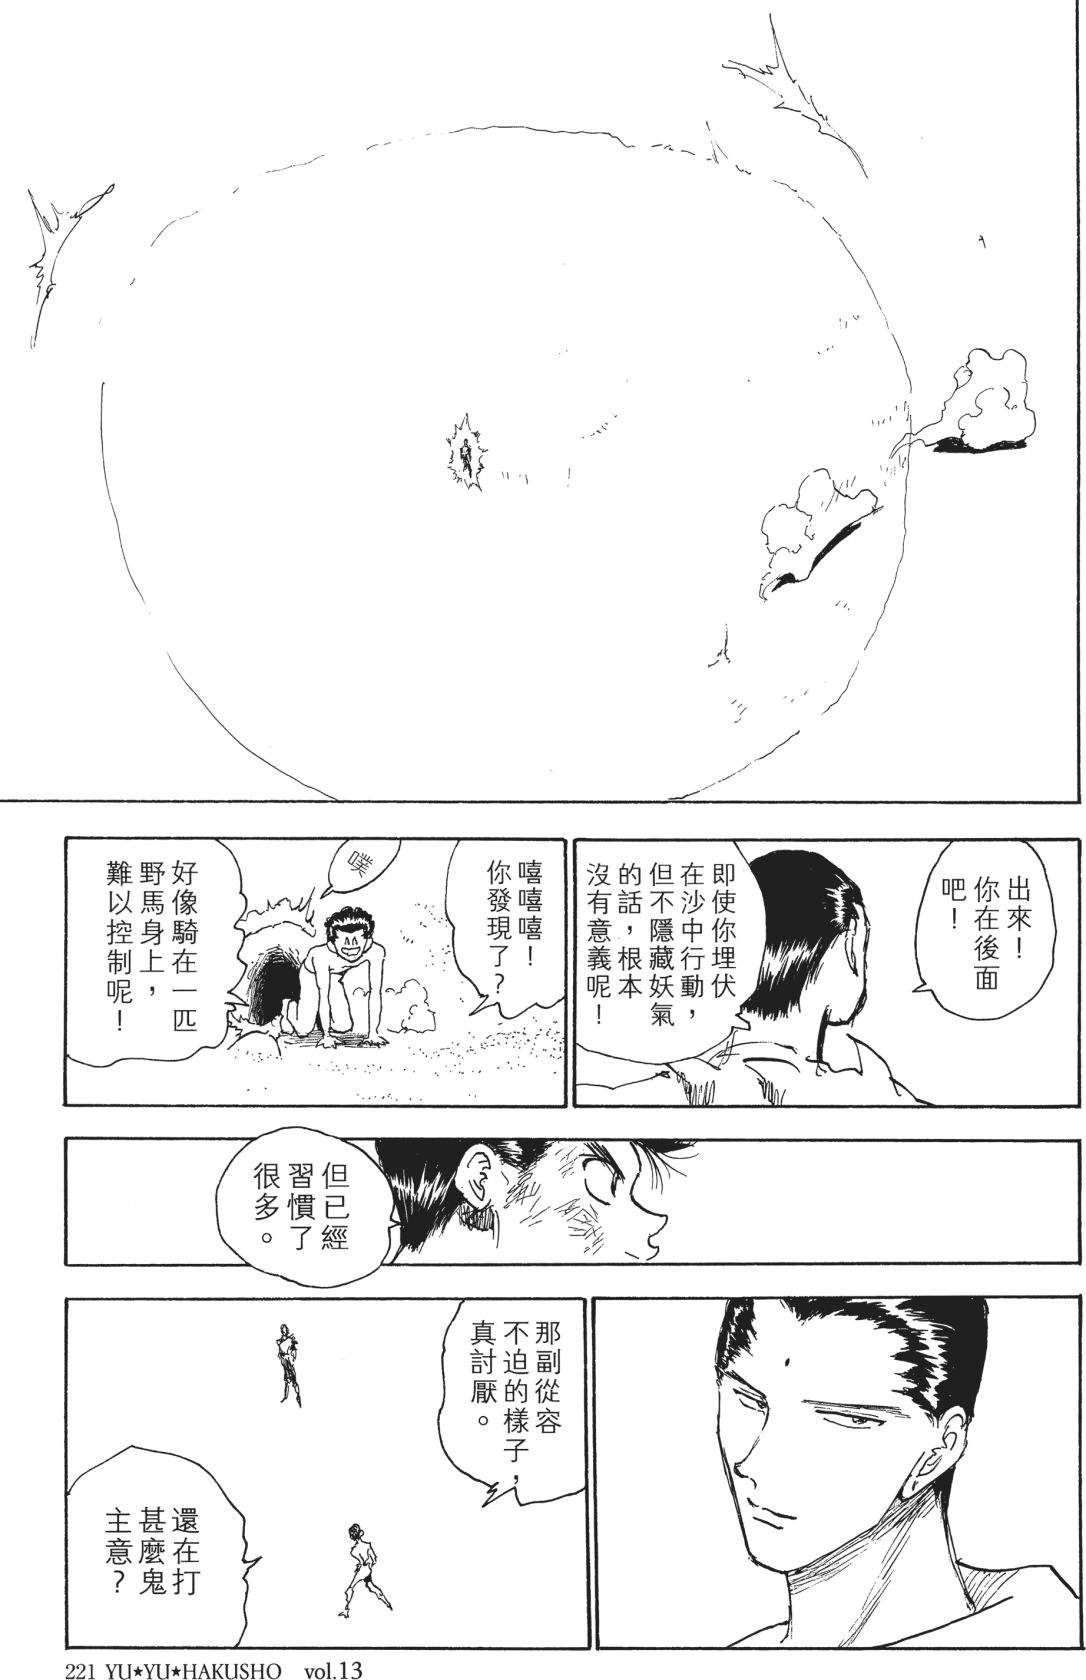 出來！
你在後面
吧！
即使你埋伏
在沙中行動，
但不隱藏妖氣
的話，根本
沒有意義呢！
嘻嘻嘻！
你發現了？
噗
好像騎在一匹
野馬身上，
難以控制呢！
但已經
習慣了
很多。
那副從容
不迫的樣子，
真討厭。
還在打
甚麼鬼
主意？
221 YU★YU★HAKUSHO vol.13